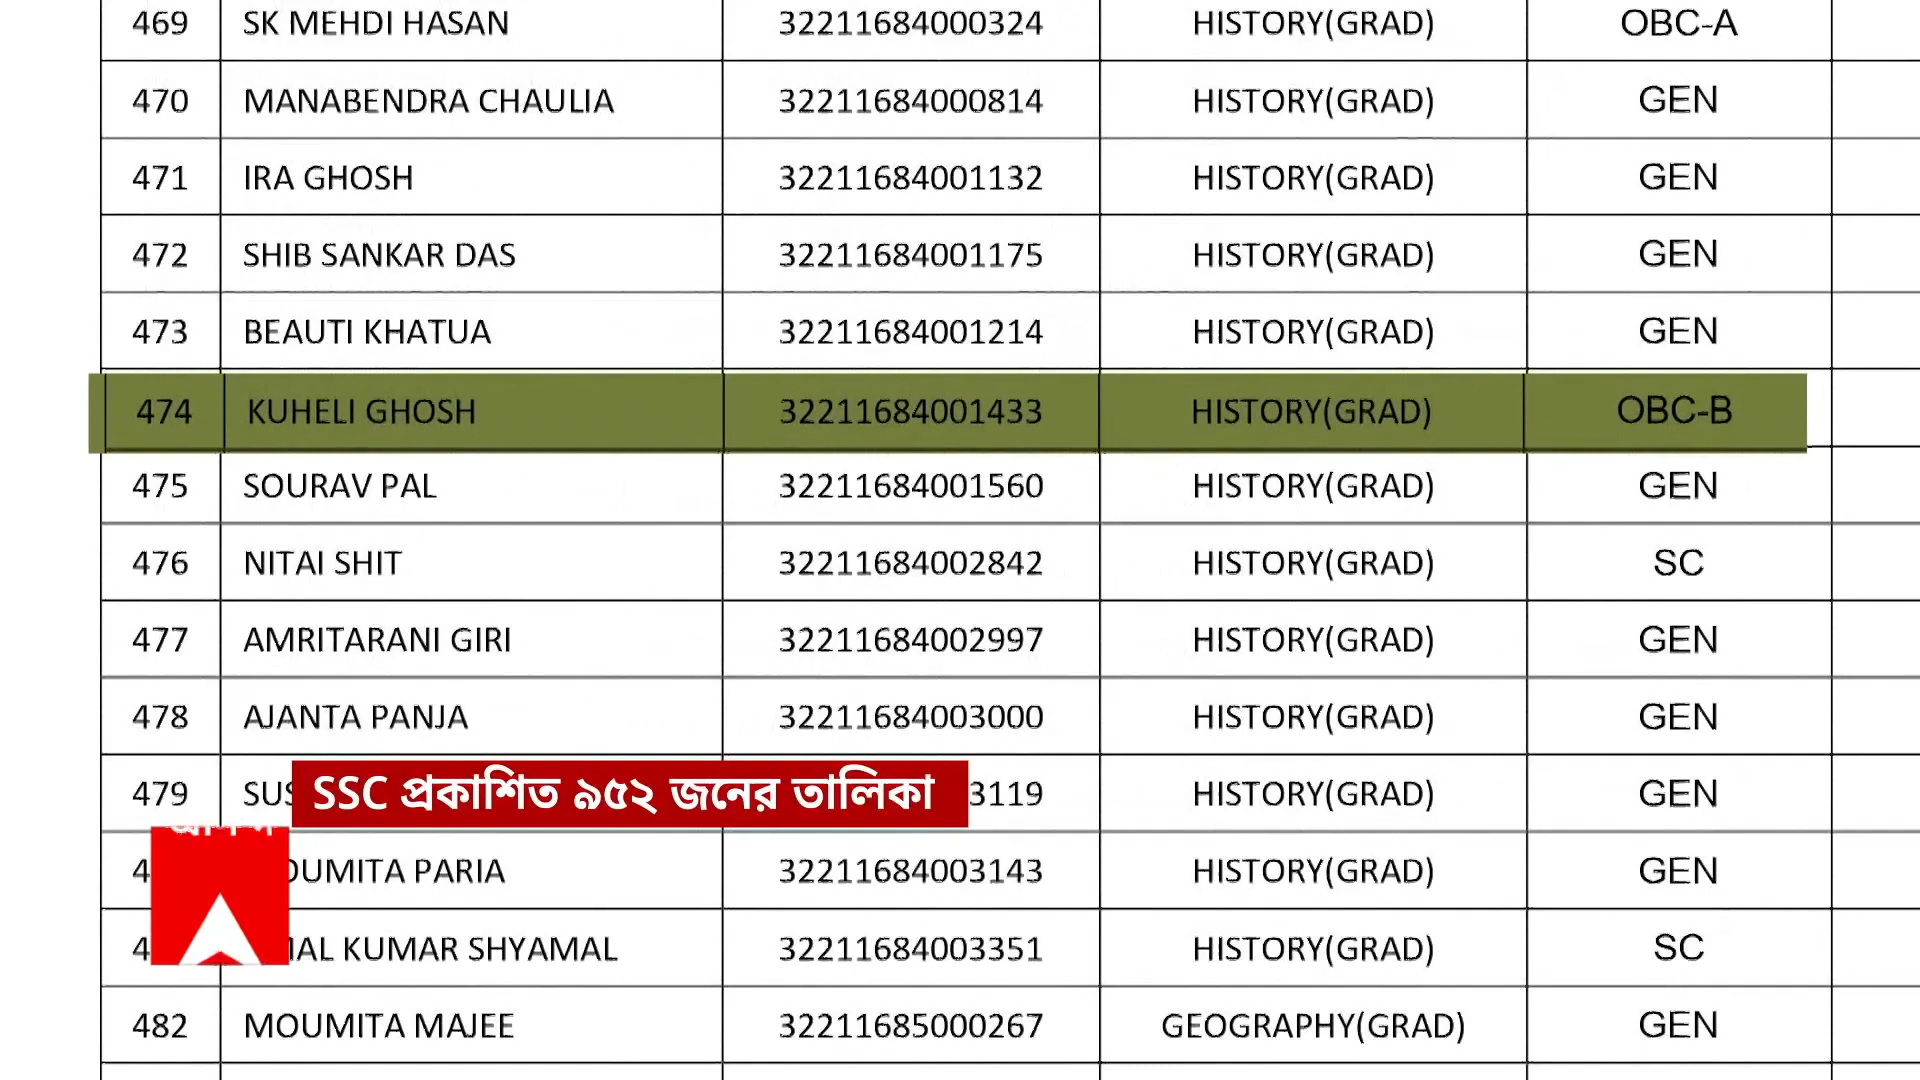 469 SK MEHDI HASAN 32211684000324 HISTORY(GRAD) OBC-A
470 MANABENDRA CHAULIA 32211684000814 HISTORY(GRAD) GEN
471 IRA GHOSH 32211684001132 HISTORY(GRAD) GEN
472 SHIB SANKAR DAS 32211684001175 HISTORY(GRAD) GEN
473 BEAUTI KHATUA 32211684001214 HISTORY(GRAD) GEN
474 KUHELI GHOSH 32211684001433 HISTORY(GRAD) OBC-B
475 SOURAV PAL 32211684001560 HISTORY(GRAD) GEN
476 NITAI SHIT 32211684002842 HISTORY(GRAD) SC
477 AMRITARANI GIRI 32211684002997 HISTORY(GRAD) GEN
478 AJANTA PANJA 32211684003000 HISTORY(GRAD) GEN
479 3119 HISTORY(GRAD) GEN
SSC প্রকাশিত ৯৫২ জনের তালিকা
PARIA 32211684003143 HISTORY(GRAD) GEN
KUMAR SHYAMAL 32211684003351 HISTORY(GRAD) SC
482 MOUMITA MAJEE 32211685000267 GEOGRAPHY(GRAD) GEN